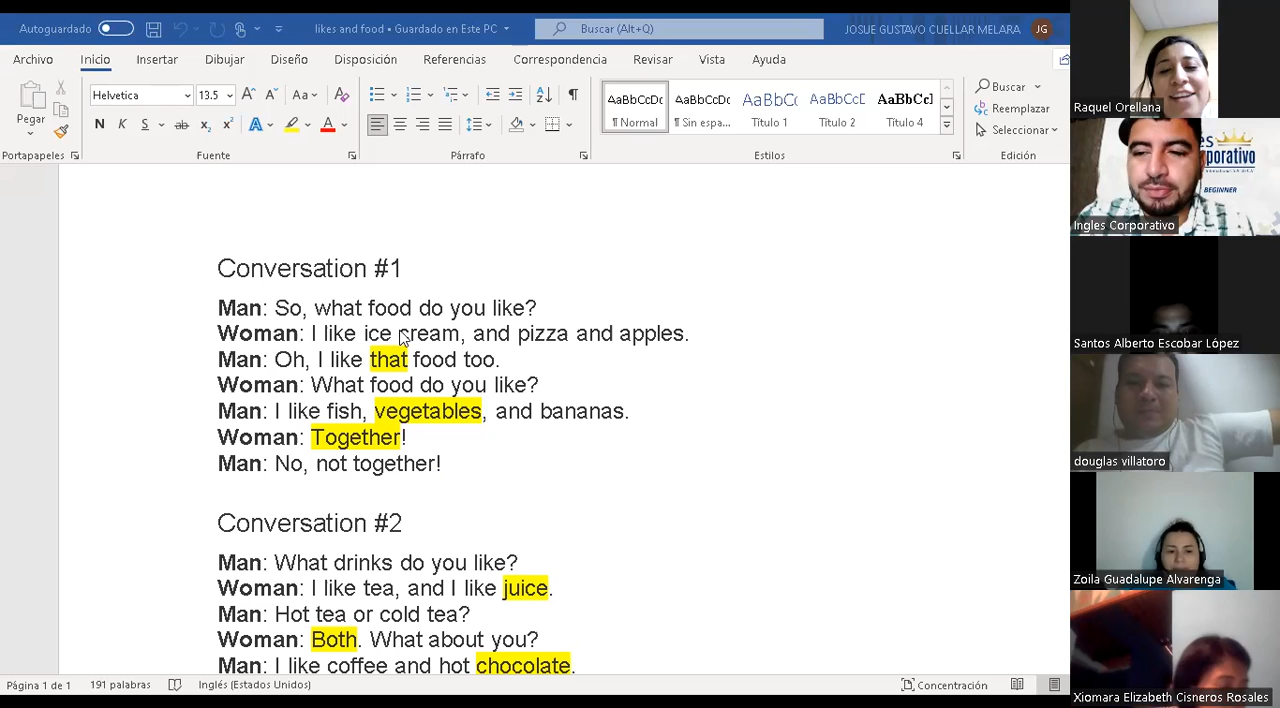 Autoguardado
likes and food • Guardado en Este PC
Buscar (Alt+Q)
JOSUE GUSTAVO CUELLAR MELARA
JG
Archivo Inicio Insertar Dibujar Diseño Disposición Referencias Correspondencia Revisar Vista Ayuda
Pegar
Helvetica 13.5
N K S ab
AaBbCcDc AaBbCcDc AaBbCc AaBbCcD AaBbCcI
¶ Normal ¶ Sin espa... Título 1 Título 2 Título 4
Buscar
Reemplazar
Seleccionar
Portapapeles Fuente Párrafo Estilos Edición
Conversation #1
Man: So, what food do you like?
Woman: I like ice cream, and pizza and apples.
Man: Oh, I like that food too.
Woman: What food do you like?
Man: I like fish, vegetables, and bananas.
Woman: Together!
Man: No, not together!
Conversation #2
Man: What drinks do you like?
Woman: I like tea, and I like juice.
Man: Hot tea or cold tea?
Woman: Both. What about you?
Man: I like coffee and hot chocolate.
Página 1 de 1 191 palabras Inglés (Estados Unidos) Concentración
Raquel Orellana
BEGINNER
Ingles Corporativo
Santos Alberto Escobar López
douglas villatoro
Zoila Guadalupe Alvarenga
Xiomara Elizabeth Cisneros Rosales